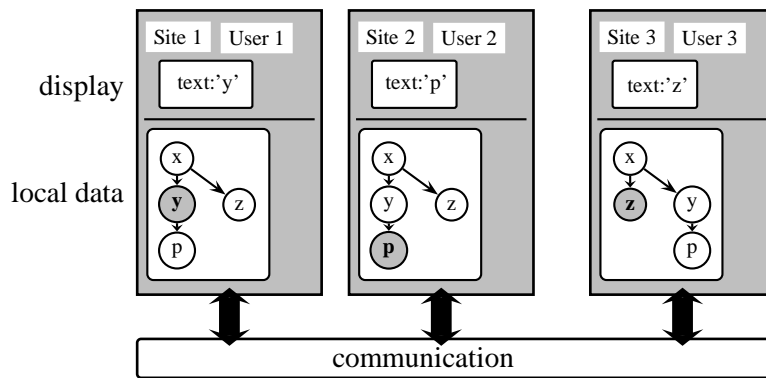 Site 1 User 1
Site 2 User 2
Site 3 User 3
display
text:’y’
text:’p’
text:’z’
local data
x
y
z
p
x
y
z
p
x
z
y
p
communication